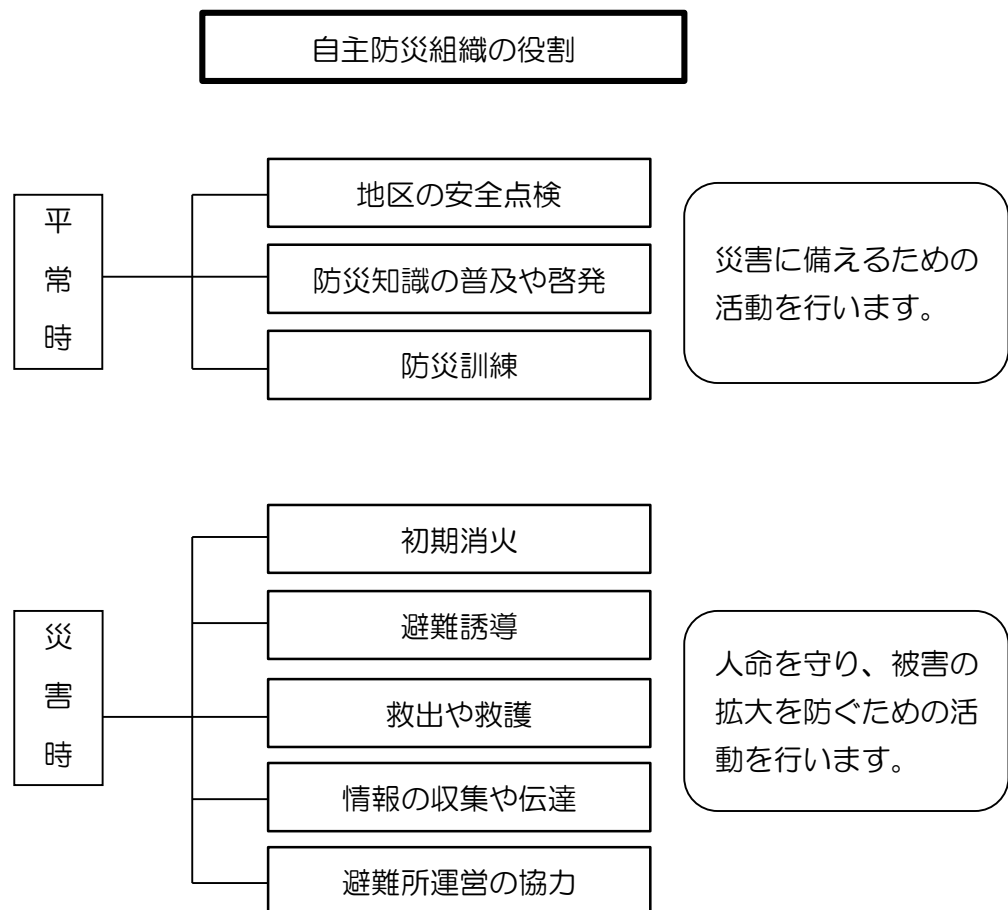 自主防災組織の役割
平常時
地区の安全点検
防災知識の普及や啓発
防災訓練
災害に備えるための
活動を行います。
災害時
初期消火
避難誘導
救出や救護
情報の収集や伝達
避難所運営の協力
人命を守り、被害の
拡大を防ぐための活
動を行います。